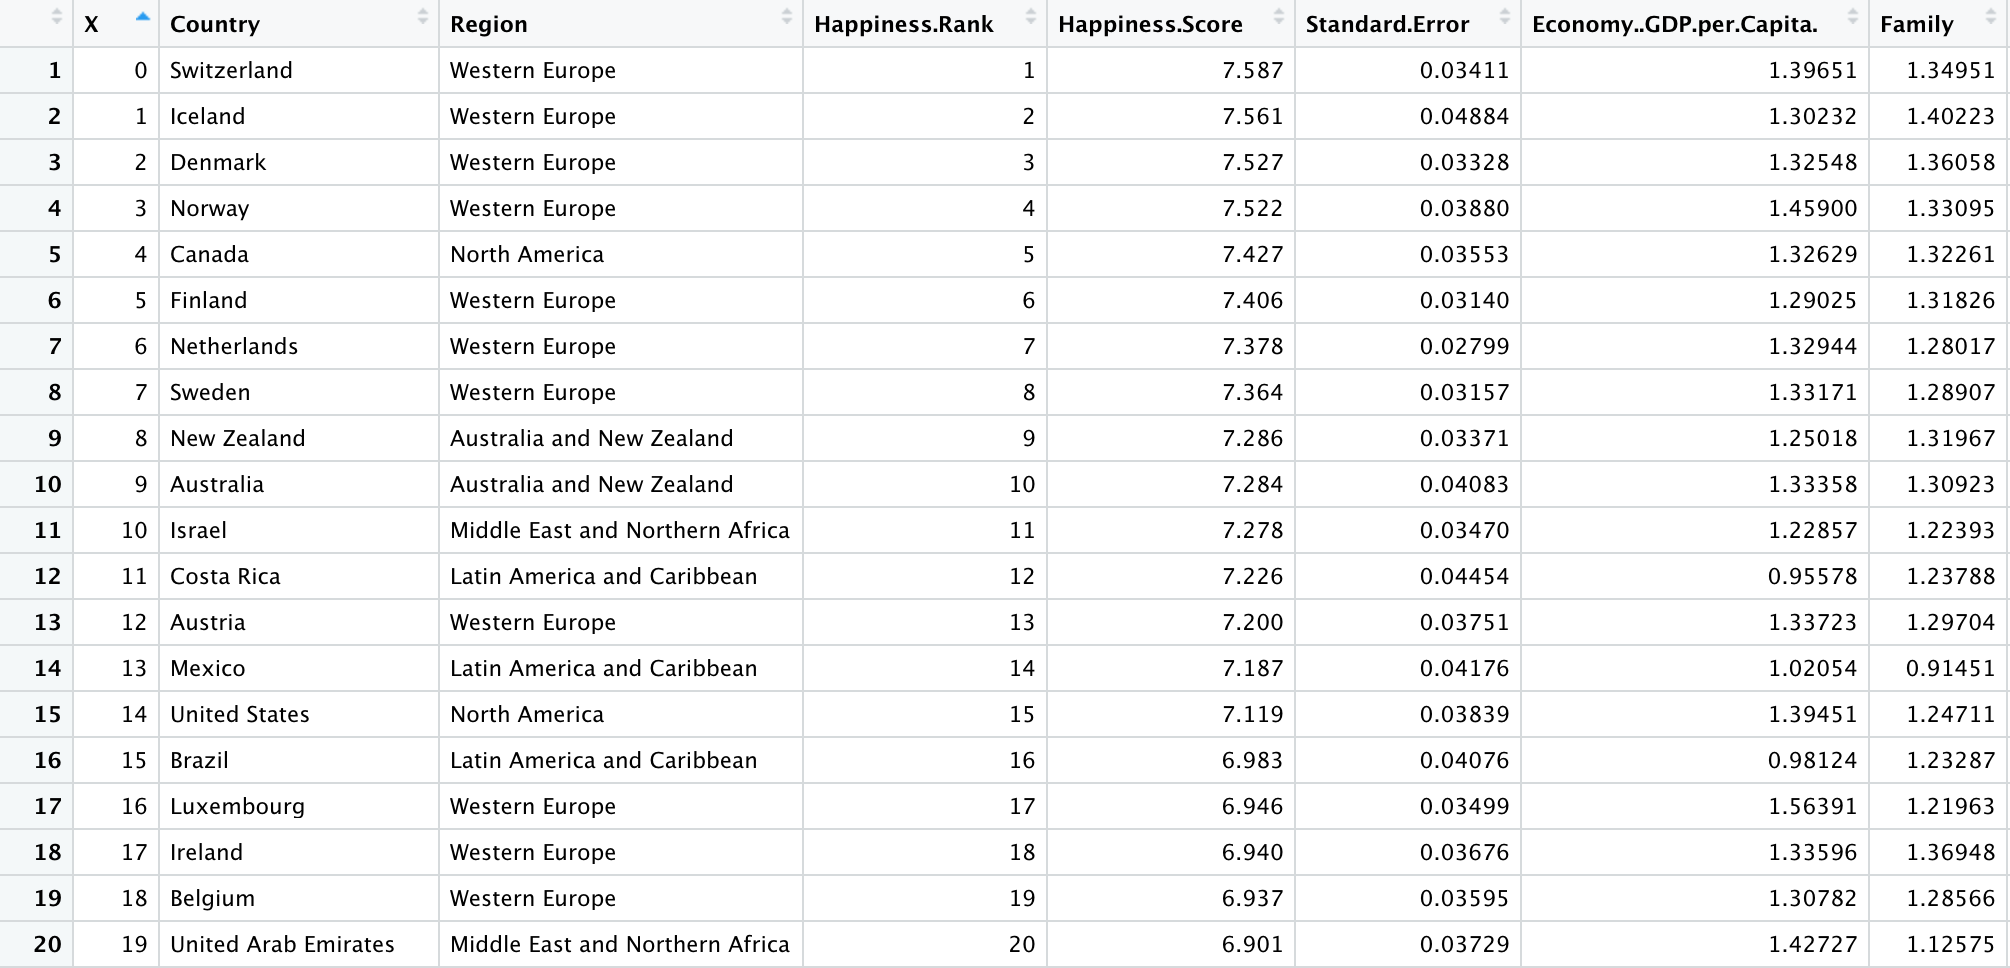 X Country Region Happiness.Rank Happiness.Score Standard.Error Economy..GDP.per.Capita. Family
1 0 Switzerland Western Europe 1 7.587 0.03411 1.39651 1.34951
2 1 Iceland Western Europe 2 7.561 0.04884 1.30232 1.40223
3 2 Denmark Western Europe 3 7.527 0.03328 1.32548 1.36058
4 3 Norway Western Europe 4 7.522 0.03880 1.45900 1.33095
5 4 Canada North America 5 7.427 0.03553 1.32629 1.32261
6 5 Finland Western Europe 6 7.406 0.03140 1.29025 1.31826
7 6 Netherlands Western Europe 7 7.378 0.02799 1.32944 1.28017
8 7 Sweden Western Europe 8 7.364 0.03157 1.33171 1.28907
9 8 New Zealand Australia and New Zealand 9 7.286 0.03371 1.25018 1.31967
10 9 Australia Australia and New Zealand 10 7.284 0.04083 1.33358 1.30923
11 10 Israel Middle East and Northern Africa 11 7.278 0.03470 1.22857 1.22393
12 11 Costa Rica Latin America and Caribbean 12 7.226 0.04454 0.95578 1.23788
13 12 Austria Western Europe 13 7.200 0.03751 1.33723 1.29704
14 13 Mexico Latin America and Caribbean 14 7.187 0.04176 1.02054 0.91451
15 14 United States North America 15 7.119 0.03839 1.39451 1.24711
16 15 Brazil Latin America and Caribbean 16 6.983 0.04076 0.98124 1.23287
17 16 Luxembourg Western Europe 17 6.946 0.03499 1.56391 1.21963
18 17 Ireland Western Europe 18 6.940 0.03676 1.33596 1.36948
19 18 Belgium Western Europe 19 6.937 0.03595 1.30782 1.28566
20 19 United Arab Emirates Middle East and Northern Africa 20 6.901 0.03729 1.42727 1.12575